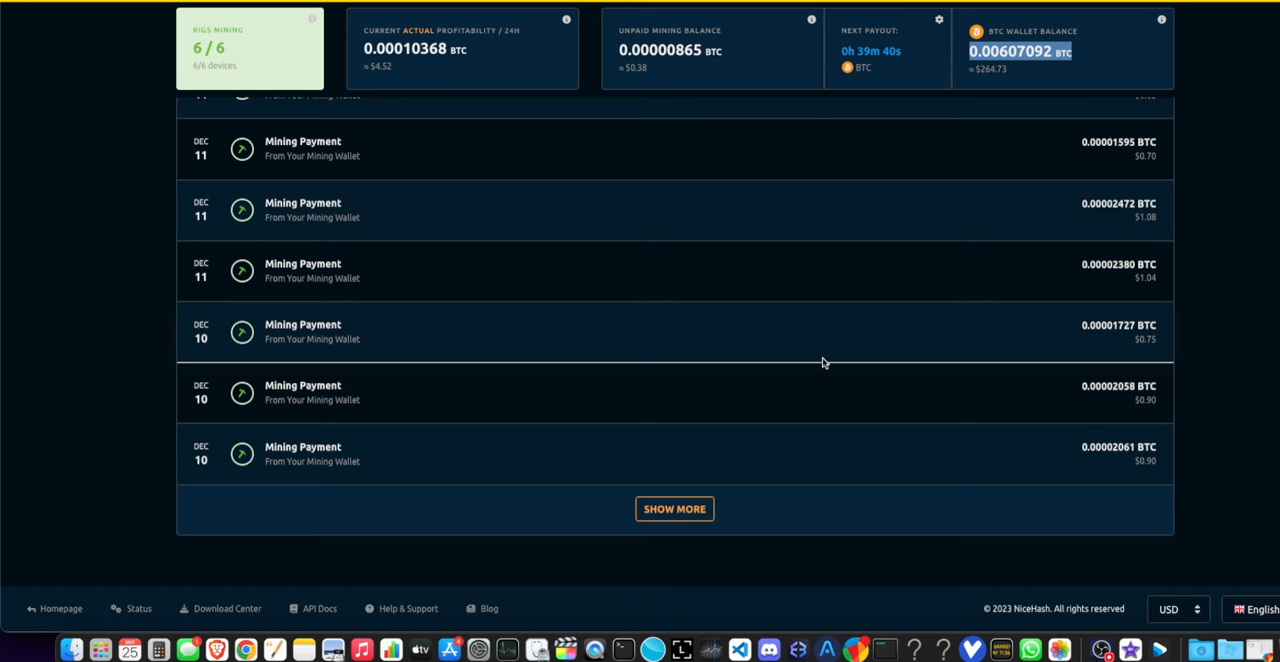 RIGS MINING
6 / 6
6/6 devices
CURRENT ACTUAL PROFITABILITY / 24H
0.00010368 BTC
≈ $4.52
UNPAID MINING BALANCE
0.00000865 BTC
≈ $0.38
NEXT PAYOUT:
0h 39m 40s
BTC
BTC WALLET BALANCE
0.00607092 BTC
≈ $264.73
DEC 11
Mining Payment
From Your Mining Wallet
0.00001595 BTC
$0.70
DEC 11
Mining Payment
From Your Mining Wallet
0.00002472 BTC
$1.08
DEC 11
Mining Payment
From Your Mining Wallet
0.00002380 BTC
$1.04
DEC 10
Mining Payment
From Your Mining Wallet
0.00001727 BTC
$0.75
DEC 10
Mining Payment
From Your Mining Wallet
0.00002058 BTC
$0.90
DEC 10
Mining Payment
From Your Mining Wallet
0.00002061 BTC
$0.90
SHOW MORE
Homepage Status Download Center API Docs Help & Support Blog © 2023 NiceHash. All rights reserved USD English
DEC 25
tv